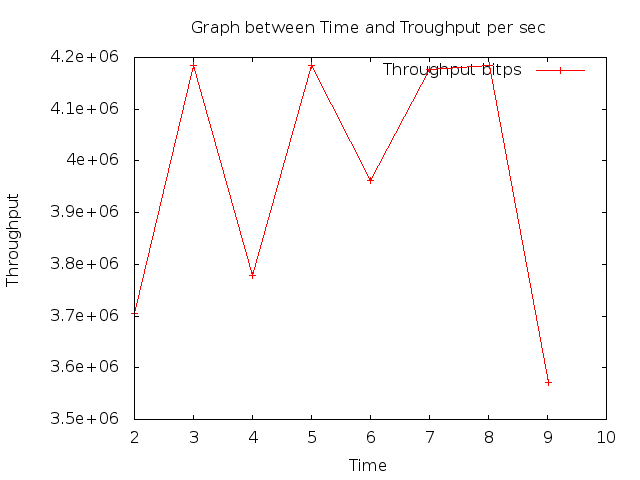 Graph between Time and Troughput per sec
4.2e+06
Throughput bitps
4.1e+06
4e+06
3.9e+06
3.8e+06
3.7e+06
3.6e+06
3.5e+06
Throughput
2 3 4 5 6 7 8 9 10
Time